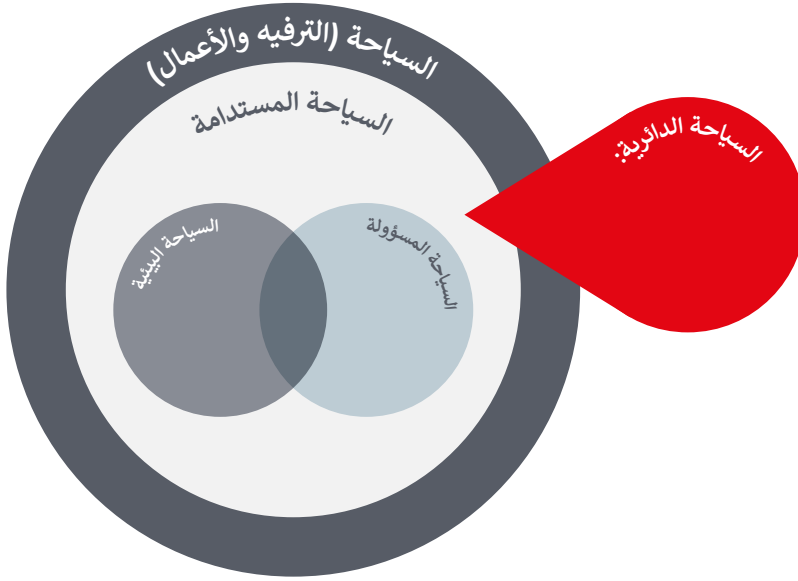 السياحة (الترفيه والأعمال)
السياحة المستدامة
السياحة الدائرية:
السياحة المسؤولة
السياحة البيئية